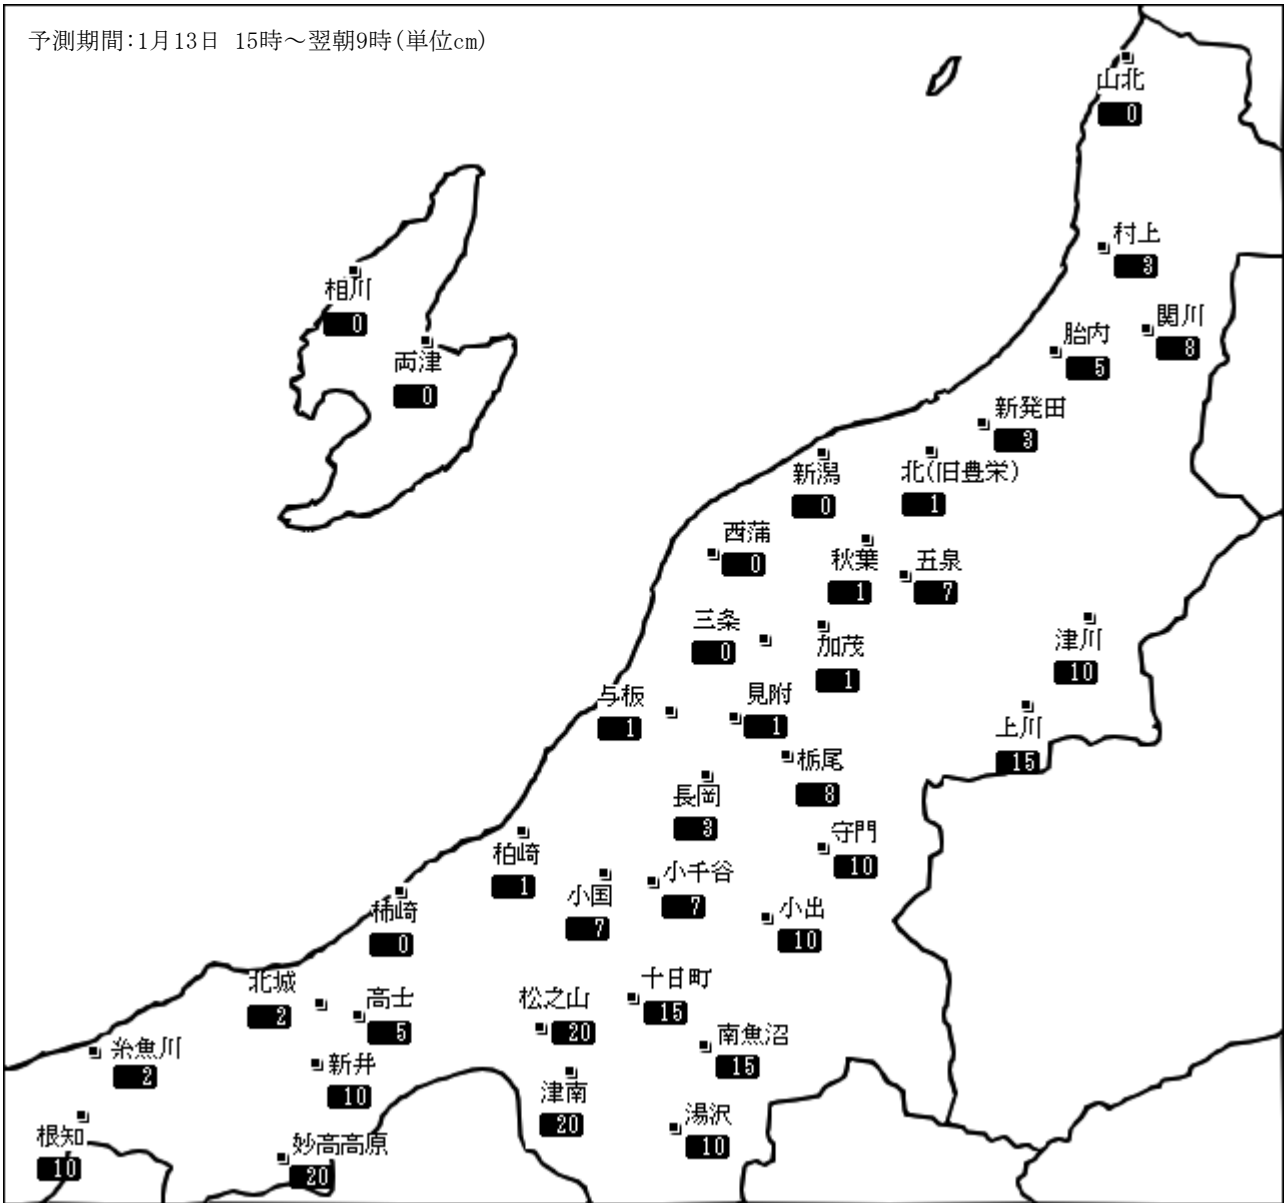 予測期間:1月13日 15時～翌朝9時(単位cm)
山北
0
村上
3
相川
0
関川
8
胎内
5
両津
0
新発田
3
新潟
0
北(旧豊栄)
1
西蒲
0
秋葉
1
五泉
7
三条
0
加茂
1
津川
10
与板
1
見附
1
上川
15
栃尾
8
長岡
3
守門
10
柏崎
1
小国
7
小千谷
7
小出
10
柿崎
0
北城
2
高士
5
松之山
20
十日町
15
南魚沼
15
糸魚川
2
新井
10
津南
20
湯沢
10
根知
10
妙高高原
20